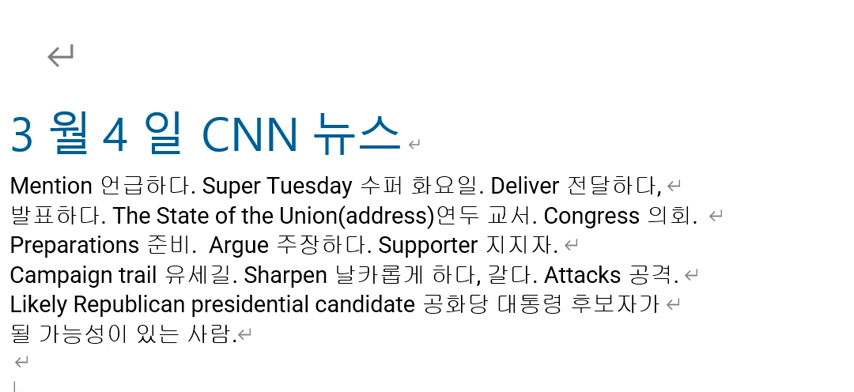 3 월 4 일 CNN 뉴스
Mention 언급하다. Super Tuesday 수퍼 화요일. Deliver 전달하다,
발표하다. The State of the Union(address)연두 교서. Congress 의회.
Preparations 준비.  Argue 주장하다. Supporter 지지자.
Campaign trail 유세길. Sharpen 날카롭게 하다, 갈다. Attacks 공격.
Likely Republican presidential candidate 공화당 대통령 후보자가
될 가능성이 있는 사람.